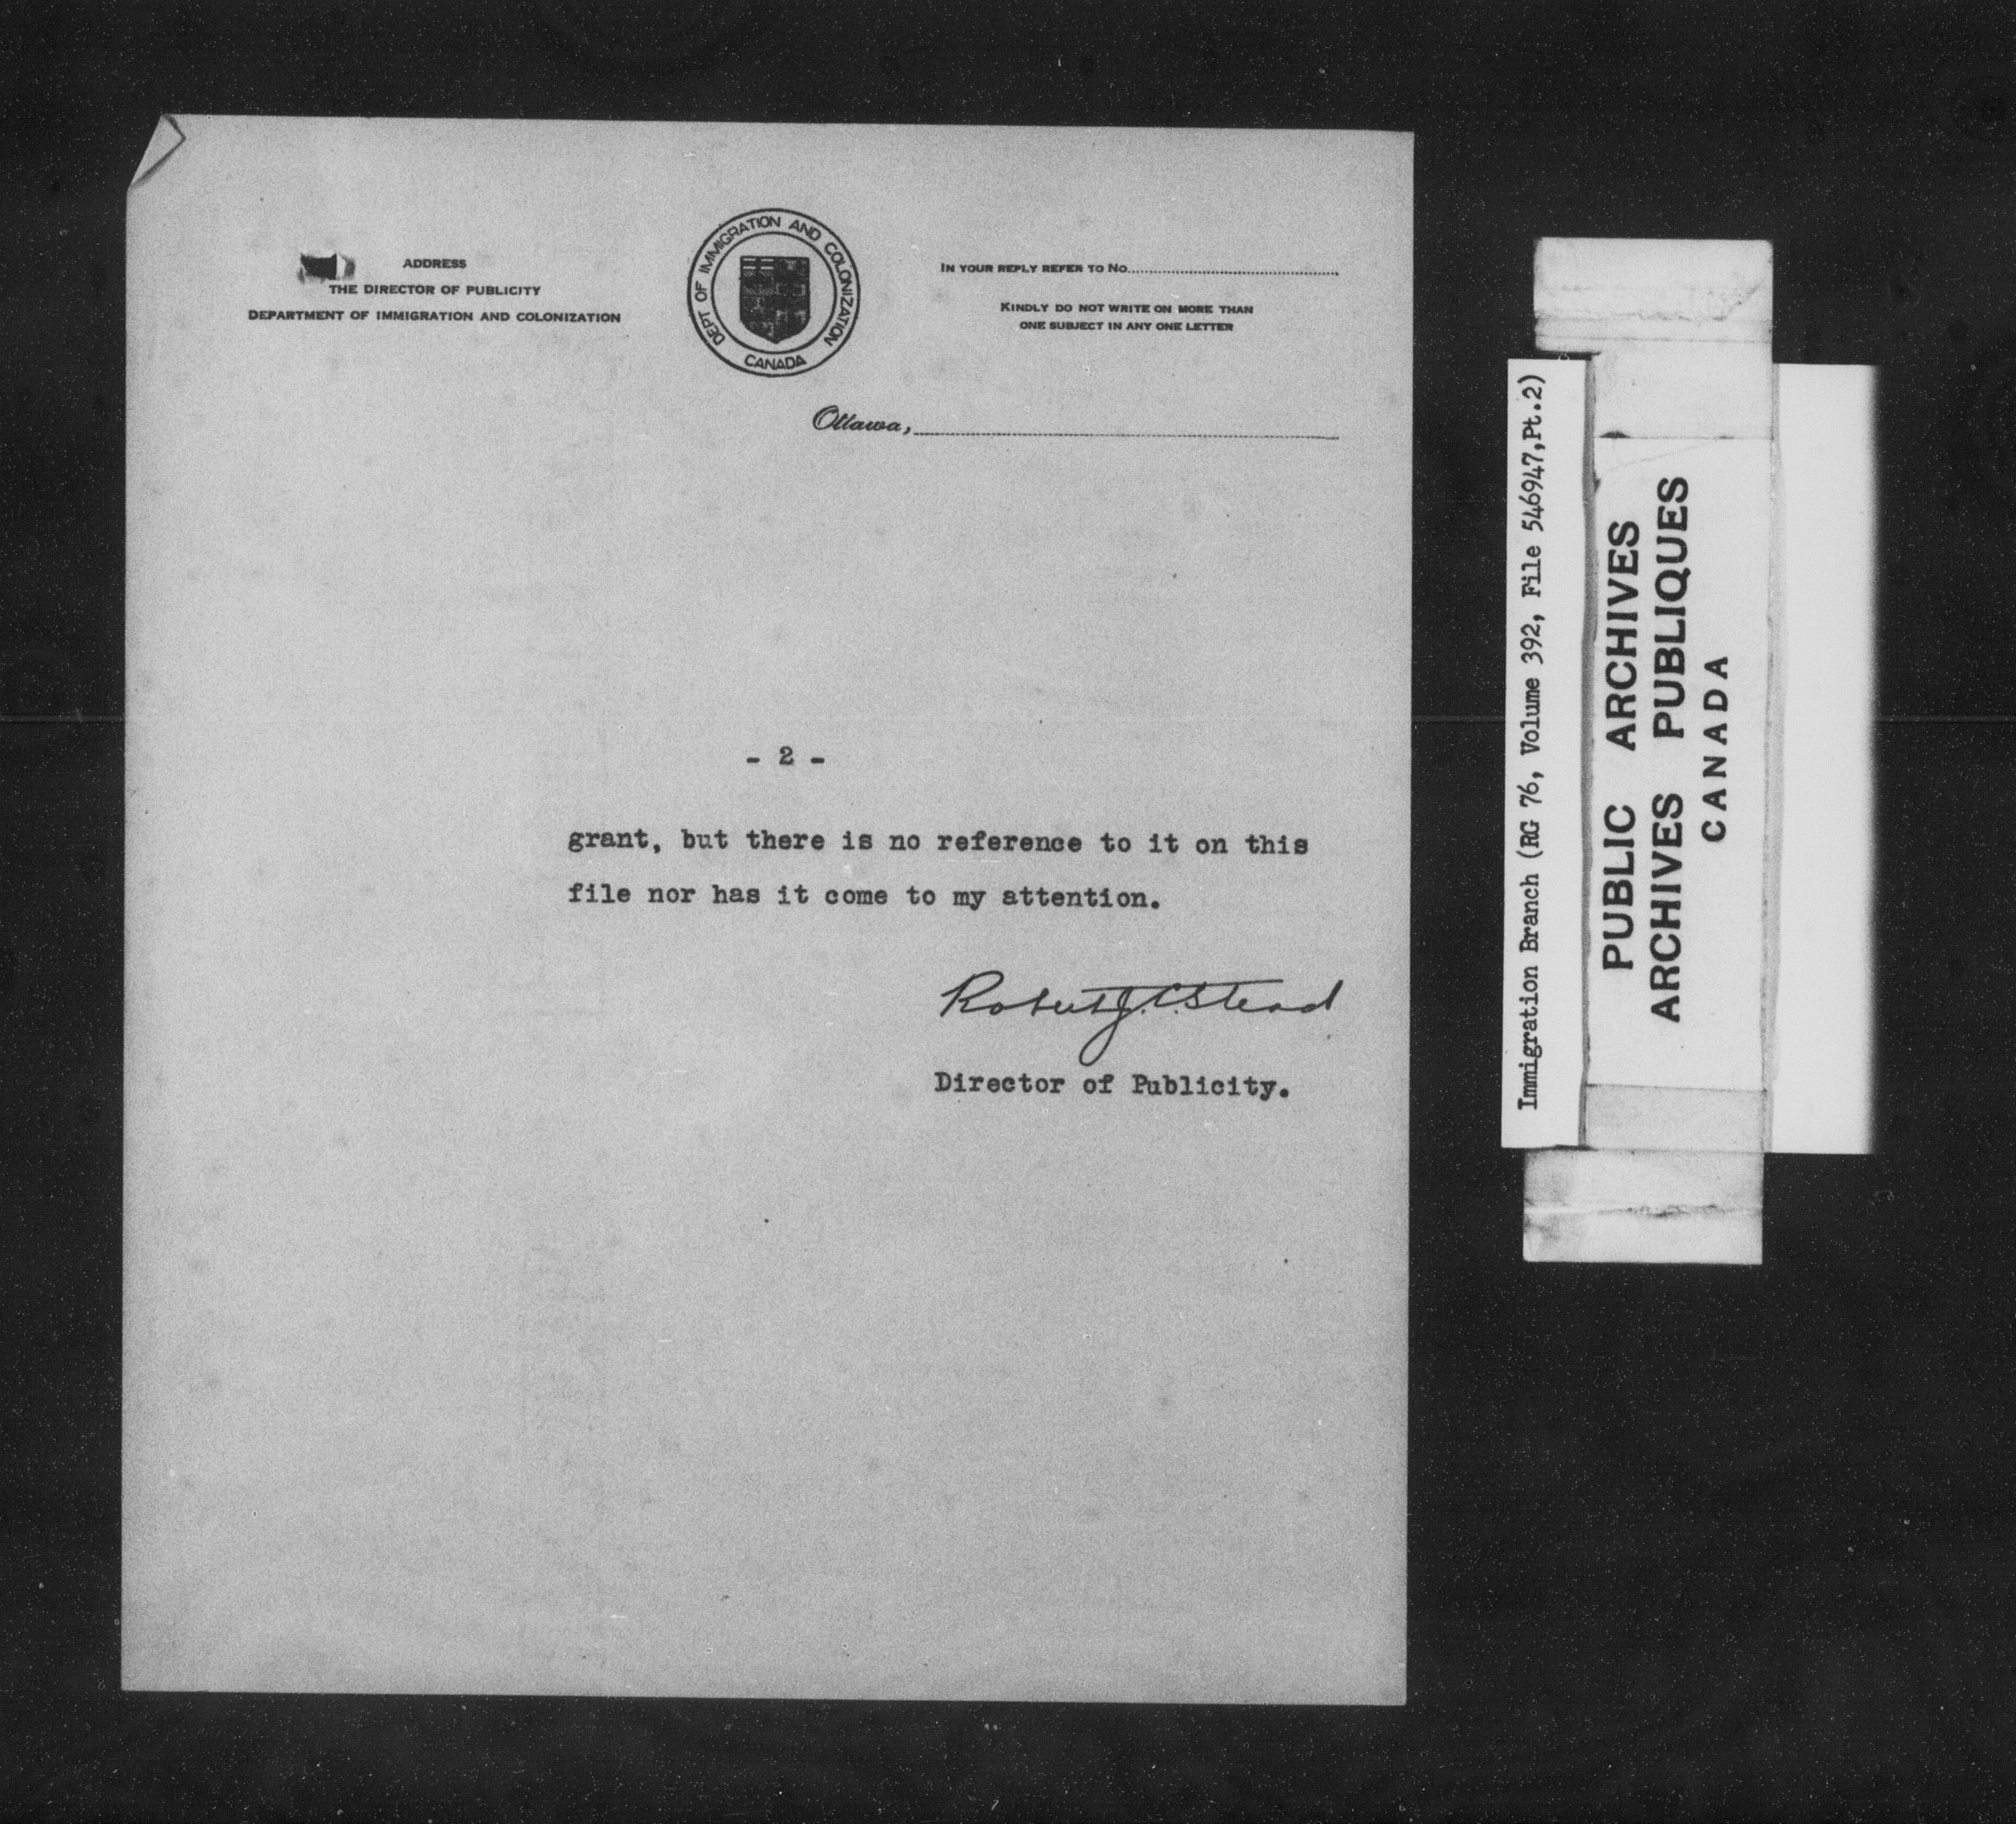 ADDRESS
THE DIRECTOR OF PUBLICITY
DEPARTMENT OF IMMIGRATION AND COLONIZATION
DEPT OF IMMIGRATION AND COLONIZATION
CANADA
IN YOUR REPLY REFER TO NO.
KINDLY DO NOT WRITE ON MORE THAN
ONE SUBJECT IN ANY ONE LETTER
Ottawa,
- 2 -
grant, but there is no reference to it on this
file nor has it come to my attention.
Robert J. C. Stead
Director of Publicity.
Immigration Branch (RG 76, Volume 392, File 546947,Pt.2)
PUBLIC ARCHIVES
ARCHIVES PUBLIQUES
CANADA